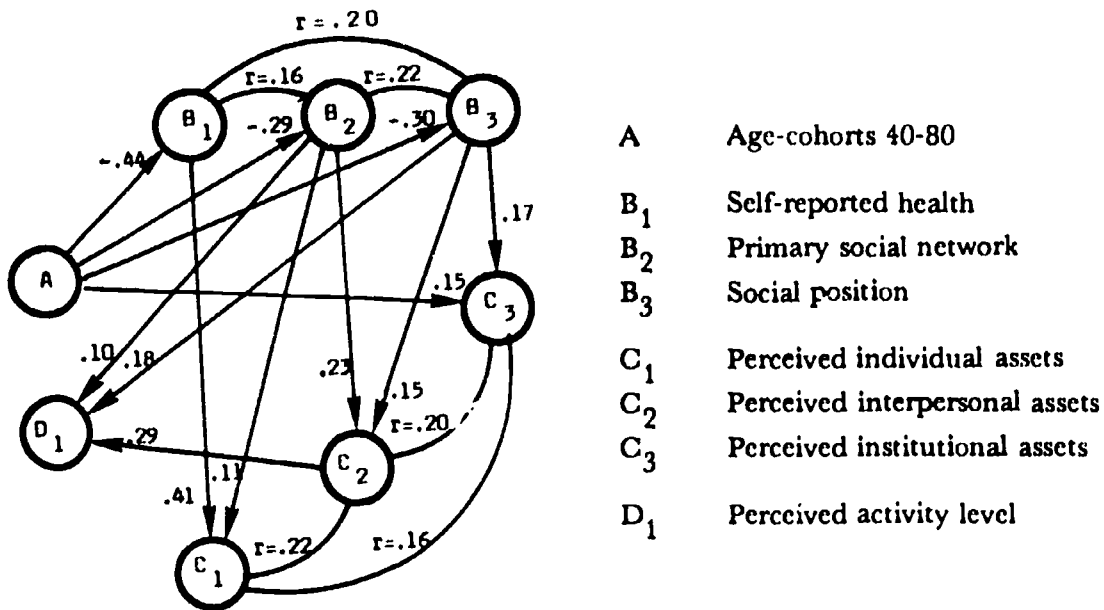 r = .20
r=.16
r=.22
B1
B2
B3
-.44
-.29
-.30
.17
A
.15
C3
.10
.18
.23
.15
r=.20
D1
.29
C2
.41
.11
r=.22
r=.16
C1
A Age-cohorts 40-80
B1 Self-reported health
B2 Primary social network
B3 Social position
C1 Perceived individual assets
C2 Perceived interpersonal assets
C3 Perceived institutional assets
D1 Perceived activity level